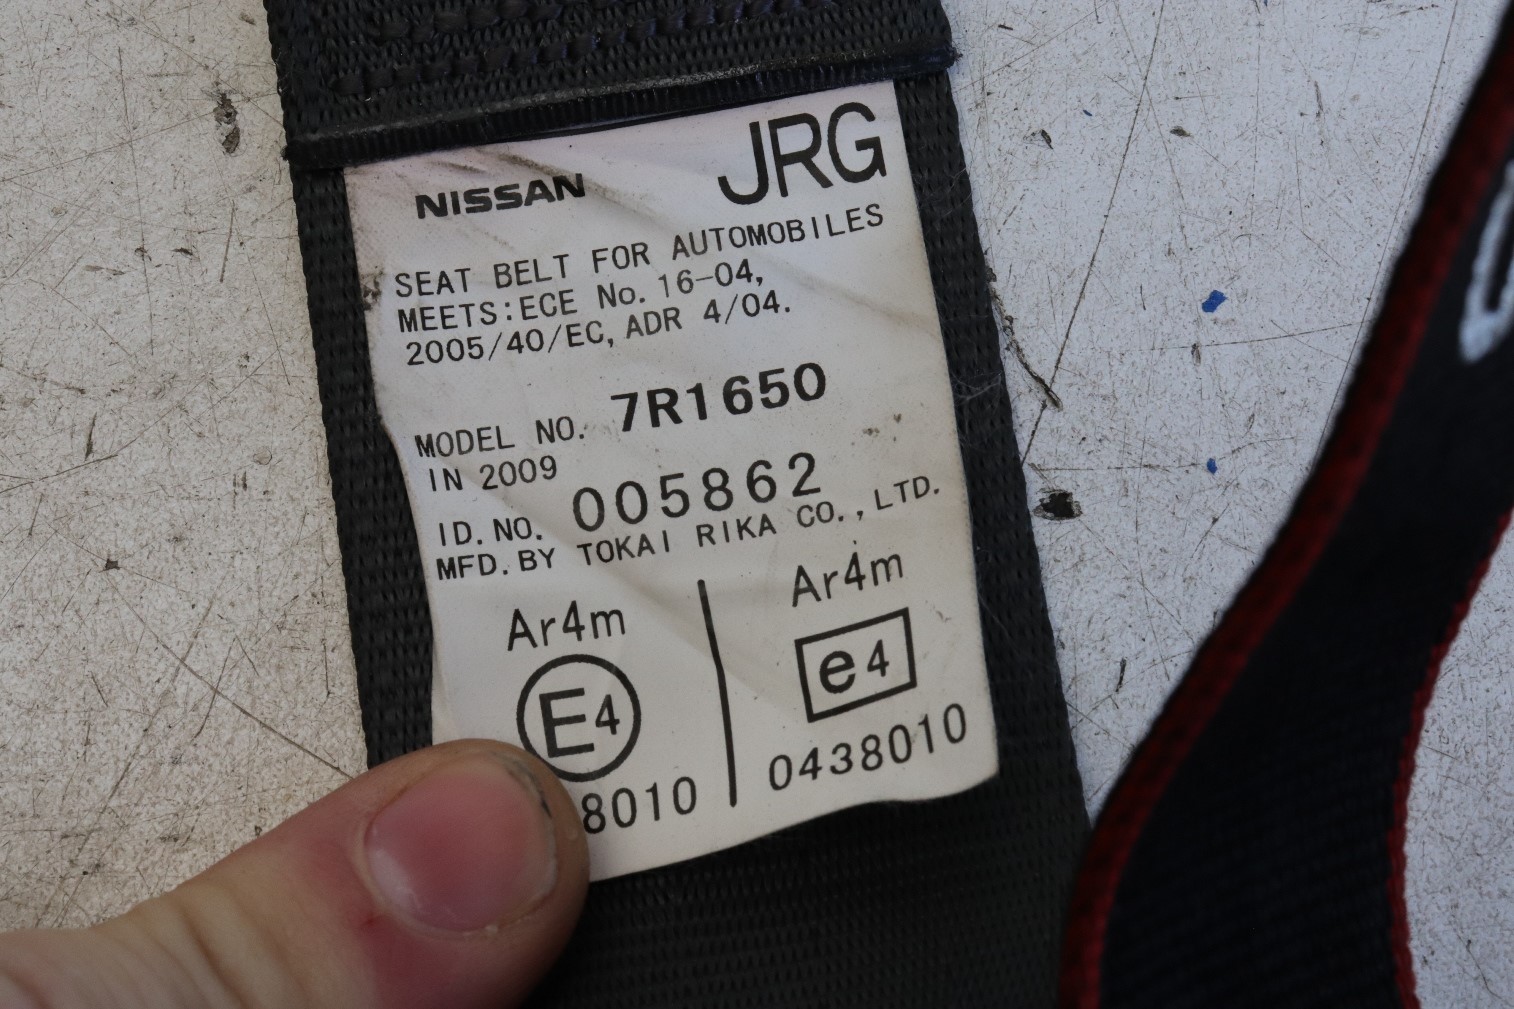 NISSAN JRG
SEAT BELT FOR AUTOMOBILES
MEETS:ECE No. 16-04,
2005/40/EC, ADR 4/04.
MODEL NO. 7R1650
IN 2009
ID. NO. 005862
MFD. BY TOKAI RIKA CO., LTD.
Ar4m Ar4m
E4 e4
8010 0438010